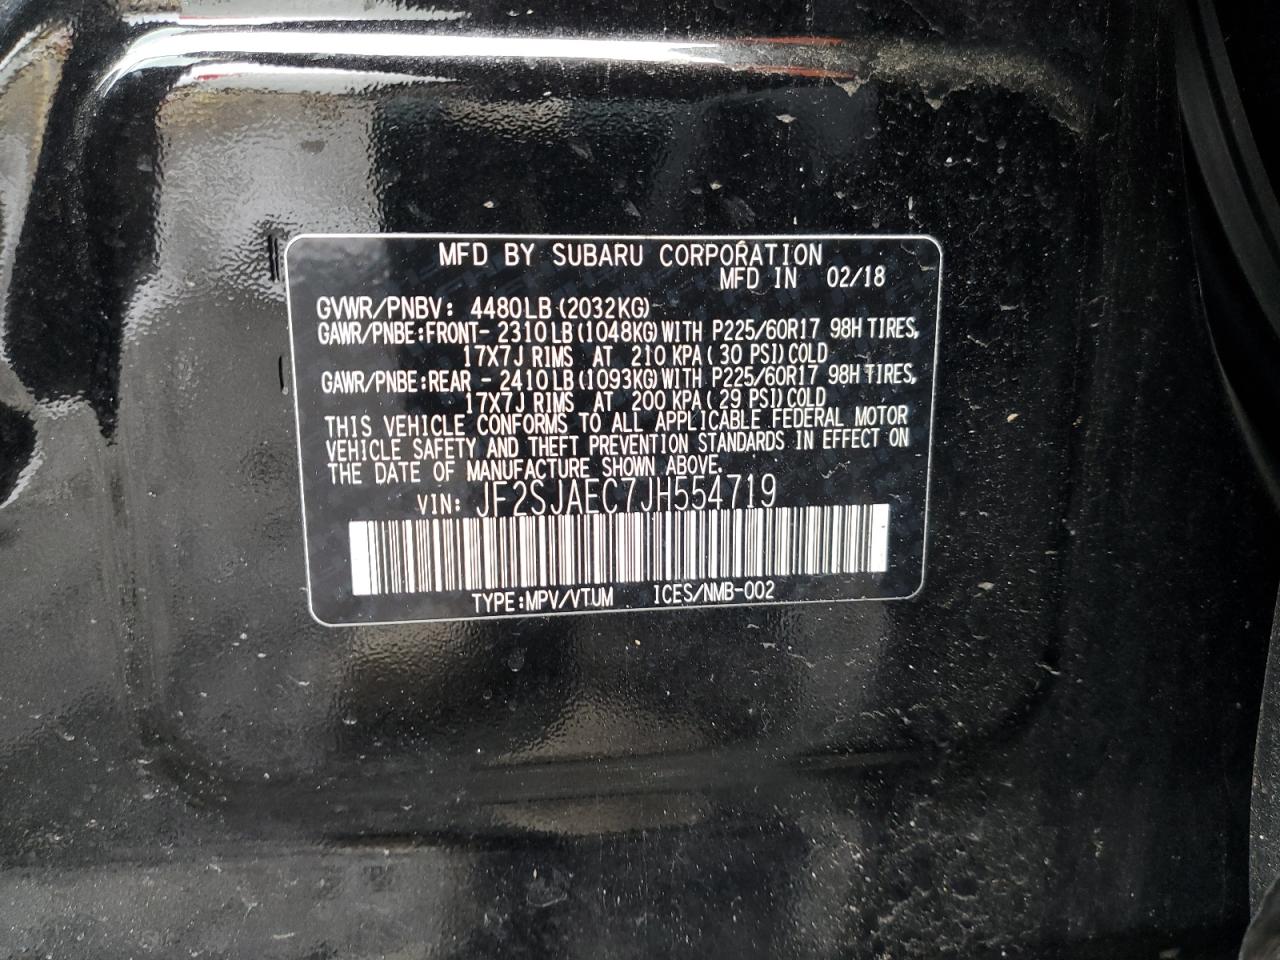 MFD BY SUBARU CORPORATION
MFD IN 02/18
GVWR/PNBV: 4480LB (2032KG)
GAWR/PNBE:FRONT- 2310LB (1048KG) WITH P225/60R17 98H TIRES,
17X7J RIMS AT 210 KPA ( 30 PSI) COLD
GAWR/PNBE:REAR - 2410LB (1093KG) WITH P225/60R17 98H TIRES,
17X7J RIMS AT 200 KPA ( 29 PSI) COLD
THIS VEHICLE CONFORMS TO ALL APPLICABLE FEDERAL MOTOR
VEHICLE SAFETY AND THEFT PREVENTION STANDARDS IN EFFECT ON
THE DATE OF MANUFACTURE SHOWN ABOVE.
VIN: JF2SJAEC7JH554719
TYPE:MPV/VTUM ICES/NMB-002